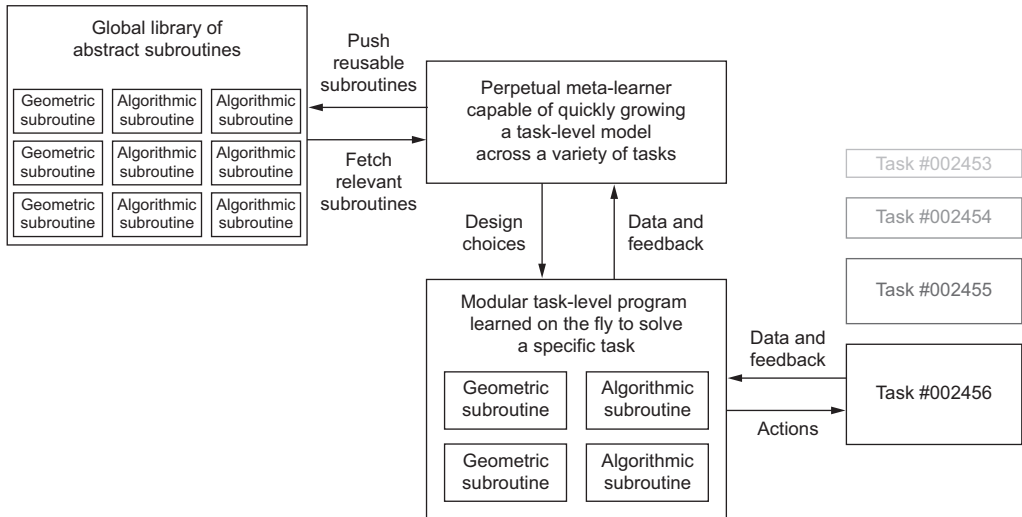 Global library of
abstract subroutines
Geometric
subroutine
Algorithmic
subroutine
Algorithmic
subroutine
Geometric
subroutine
Algorithmic
subroutine
Algorithmic
subroutine
Geometric
subroutine
Algorithmic
subroutine
Algorithmic
subroutine
Push
reusable
subroutines
Fetch
relevant
subroutines
Perpetual meta-learner
capable of quickly growing
a task-level model
across a variety of tasks
Design
choices
Data and
feedback
Modular task-level program
learned on the fly to solve
a specific task
Geometric
subroutine
Algorithmic
subroutine
Geometric
subroutine
Algorithmic
subroutine
Data and
feedback
Actions
Task #002453
Task #002454
Task #002455
Task #002456